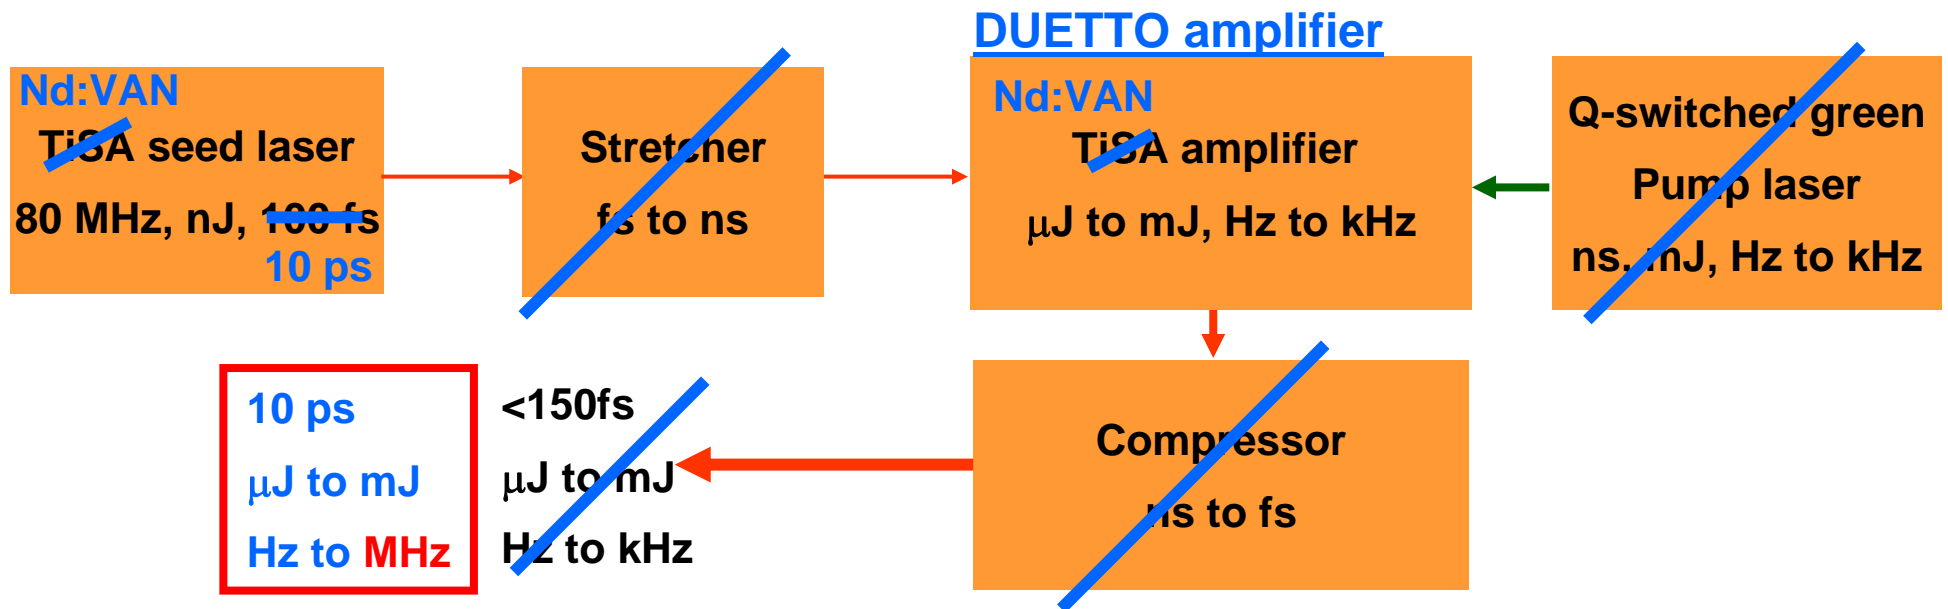 DUETTO amplifier
Nd:VAN
TiSA seed laser
80 MHz, nJ, 100 fs
10 ps
Stretcher
fs to ns
Nd:VAN
TiSA amplifier
μJ to mJ, Hz to kHz
Q-switched green
Pump laser
ns, mJ, Hz to kHz
10 ps
μJ to mJ
Hz to MHz
<150fs
μJ to mJ
Hz to kHz
Compressor
ns to fs